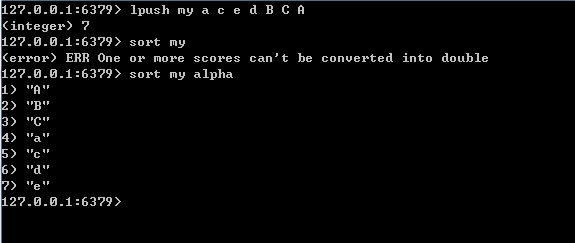 127.0.0.1:6379> lpush my a c e d B C A
(integer) 7
127.0.0.1:6379> sort my
(error) ERR One or more scores can't be converted into double
127.0.0.1:6379> sort my alpha
1) "A"
2) "B"
3) "C"
4) "a"
5) "c"
6) "d"
7) "e"
127.0.0.1:6379>